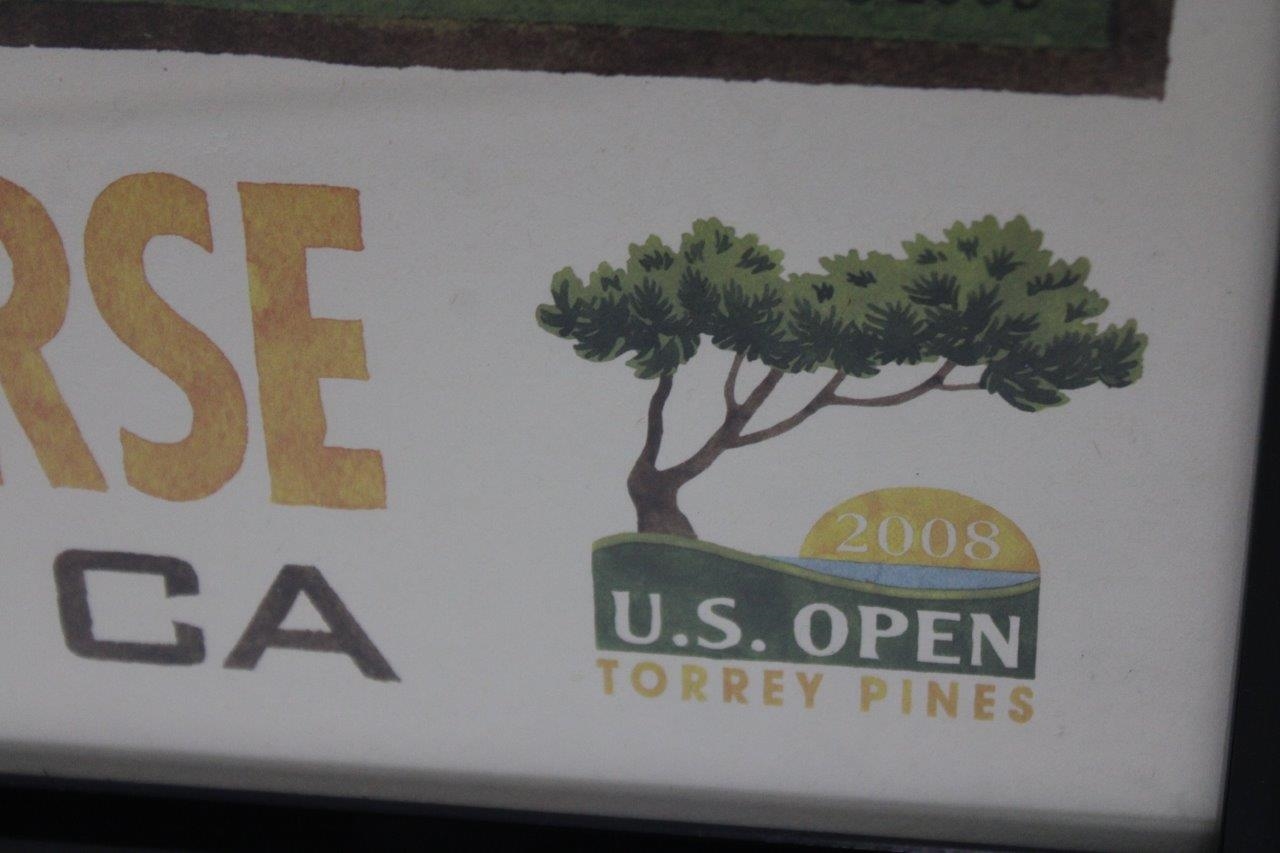 RSE
CA
2008
U.S. OPEN
TORREY PINES